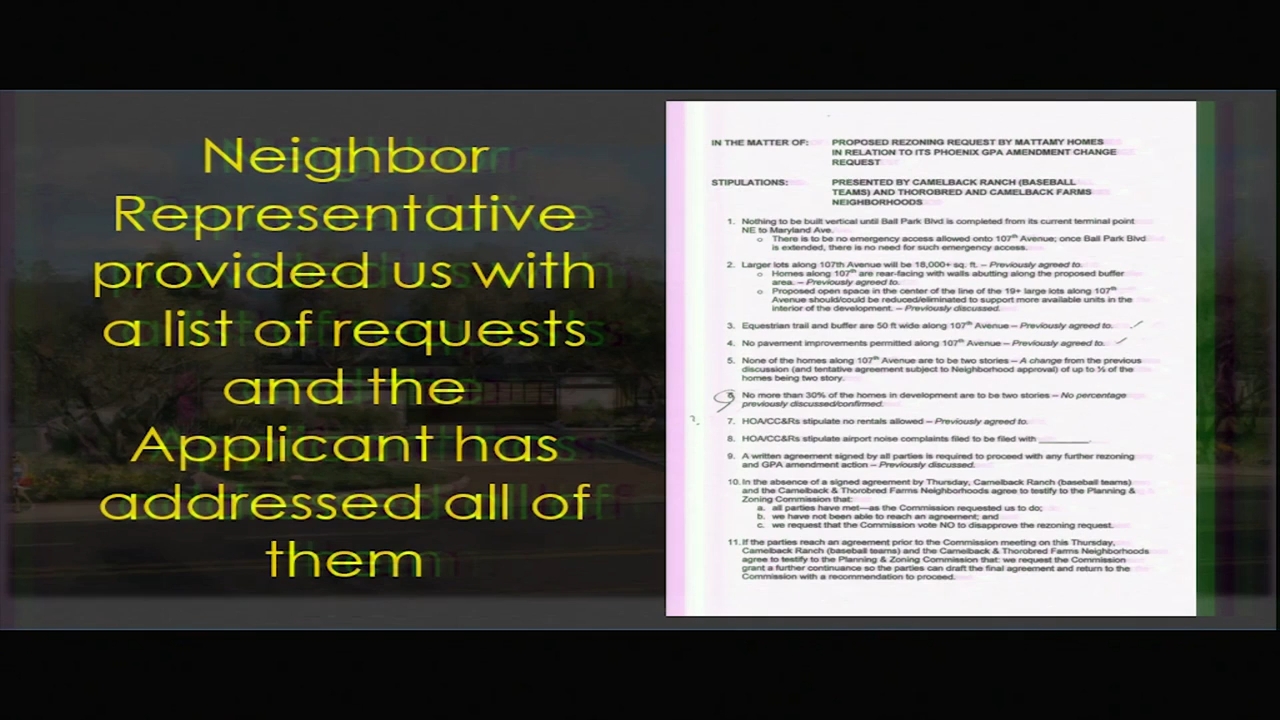 Neighbor
Representative
provided us with
a list of requests
and the
Applicant has
addressed all of
them
IN THE MATTER OF: PROPOSED REZONING REQUEST BY MATTAMY HOMES
IN RELATION TO ITS PHOENIX GPA AMENDMENT CHANGE
REQUEST
STIPULATIONS: PRESENTED BY CAMELBACK RANCH (BASEBALL
TEAMS) AND THOROBRED AND CAMELBACK FARMS
NEIGHBORHOODS
1. Nothing to be built vertical until Ball Park Blvd is completed from its current terminal point
NE to Maryland Ave.
o There is to be no emergency access allowed onto 107th Avenue; once Ball Park Blvd
is extended, there is no need for such emergency access.
2. Larger lots along 107th Avenue will be 18,000+ sq. ft. – Previously agreed to.
o Homes along 107th are rear-facing with walls abutting along the proposed buffer
area. – Previously agreed to.
o Proposed open space in the center of the line of the 19+ large lots along 107th
Avenue should/could be reduced/eliminated to support more available units in the
interior of the development. – Previously discussed.
3. Equestrian trail and buffer are 50 ft wide along 107th Avenue – Previously agreed to.
4. No pavement improvements permitted along 107th Avenue – Previously agreed to.
5. None of the homes along 107th Avenue are to be two stories – A change from the previous
discussion (and tentative agreement subject to Neighborhood approval) of up to ⅓ of the
homes being two story.
6. No more than 30% of the homes in development are to be two stories – No percentage
previously discussed/confirmed.
7. HOA/CC&Rs stipulate no rentals allowed – Previously agreed to.
8. HOA/CC&Rs stipulate airport noise complaints filed to be filed with ________.
9. A written agreement signed by all parties is required to proceed with any further rezoning
and GPA amendment action – Previously discussed.
10. In the absence of a signed agreement by Thursday, Camelback Ranch (baseball teams)
and the Camelback & Thorobred Farms Neighborhoods agree to testify to the Planning &
Zoning Commission that:
a. all parties have met—as the Commission requested us to do;
b. we have not been able to reach an agreement; and
c. we request that the Commission vote NO to disapprove the rezoning request.
11. If the parties reach an agreement prior to the Commission meeting on this Thursday,
Camelback Ranch (baseball teams) and the Camelback & Thorobred Farms Neighborhoods
agree to testify to the Planning & Zoning Commission that: we request the Commission
grant a further continuance so the parties can draft the final agreement and return to the
Commission with a recommendation to proceed.